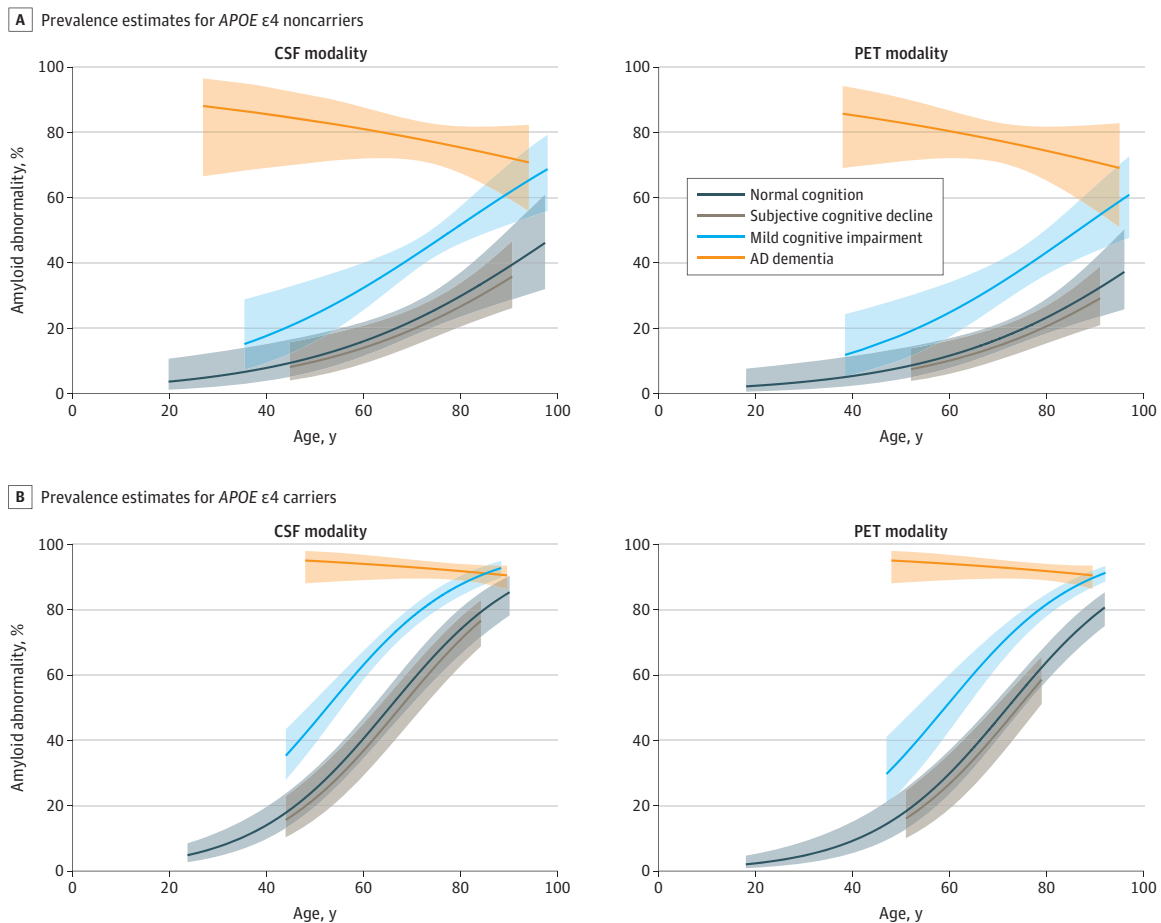 A Prevalence estimates for APOE ε4 noncarriers
CSF modality
100
80
60
40
20
0
Amyloid abnormality, %
0 20 40 60 80 100
Age, y
PET modality
100
80
60
40
20
0
Normal cognition
Subjective cognitive decline
Mild cognitive impairment
AD dementia
0 20 40 60 80 100
Age, y
B Prevalence estimates for APOE ε4 carriers
CSF modality
100
80
60
40
20
0
Amyloid abnormality, %
0 20 40 60 80 100
Age, y
PET modality
100
80
60
40
20
0
0 20 40 60 80 100
Age, y